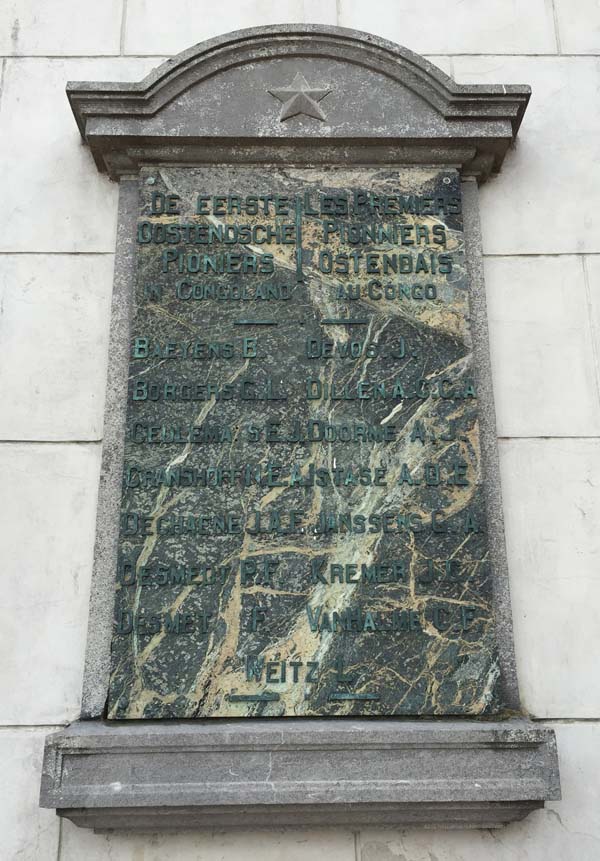 DE EERSTE
OOSTENDSCHE
PIONIERS
IN CONGOLAND
LES PREMIERS
PIONNIERS
OSTENDAIS
AU CONGO
BAEYENS B. DEVOS. J.
BORGERS G. L. DILLEN A. C. C. A
E. J. DOORNE A. J.
E. A. ISTASE A. D. E.
DECHAENE J. A. F. JANSSENS C. A.
DESMEDT P. F. KREMER J. C.
DESMET F. VANHALME C. F.
WEITZ L.